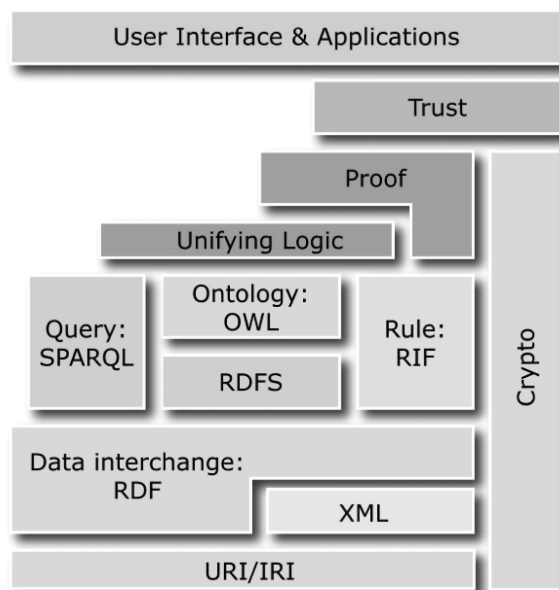 User Interface & Applications
Trust
Proof
Unifying Logic
Query:
SPARQL
Ontology:
OWL
RDFS
Rule:
RIF
Crypto
Data interchange:
RDF
XML
URI/IRI